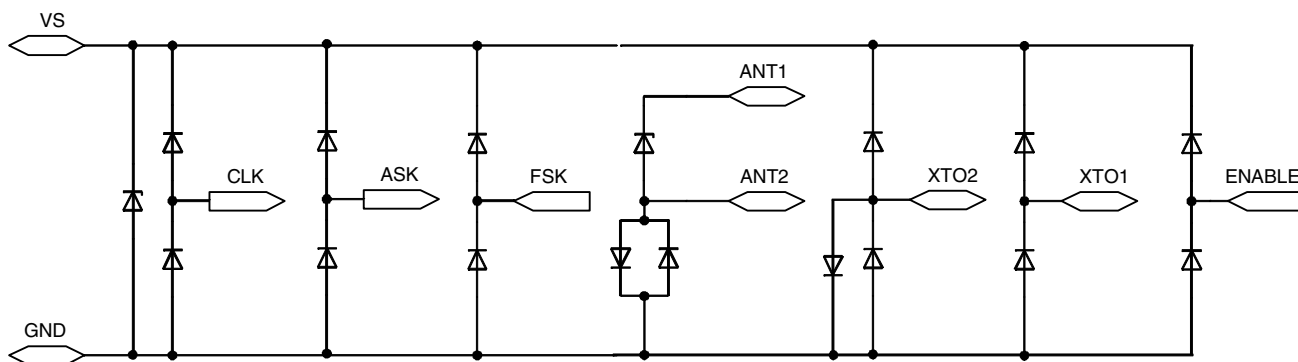 VS
ANT1
CLK
ASK
FSK
ANT2
XTO2
XTO1
ENABLE
GND